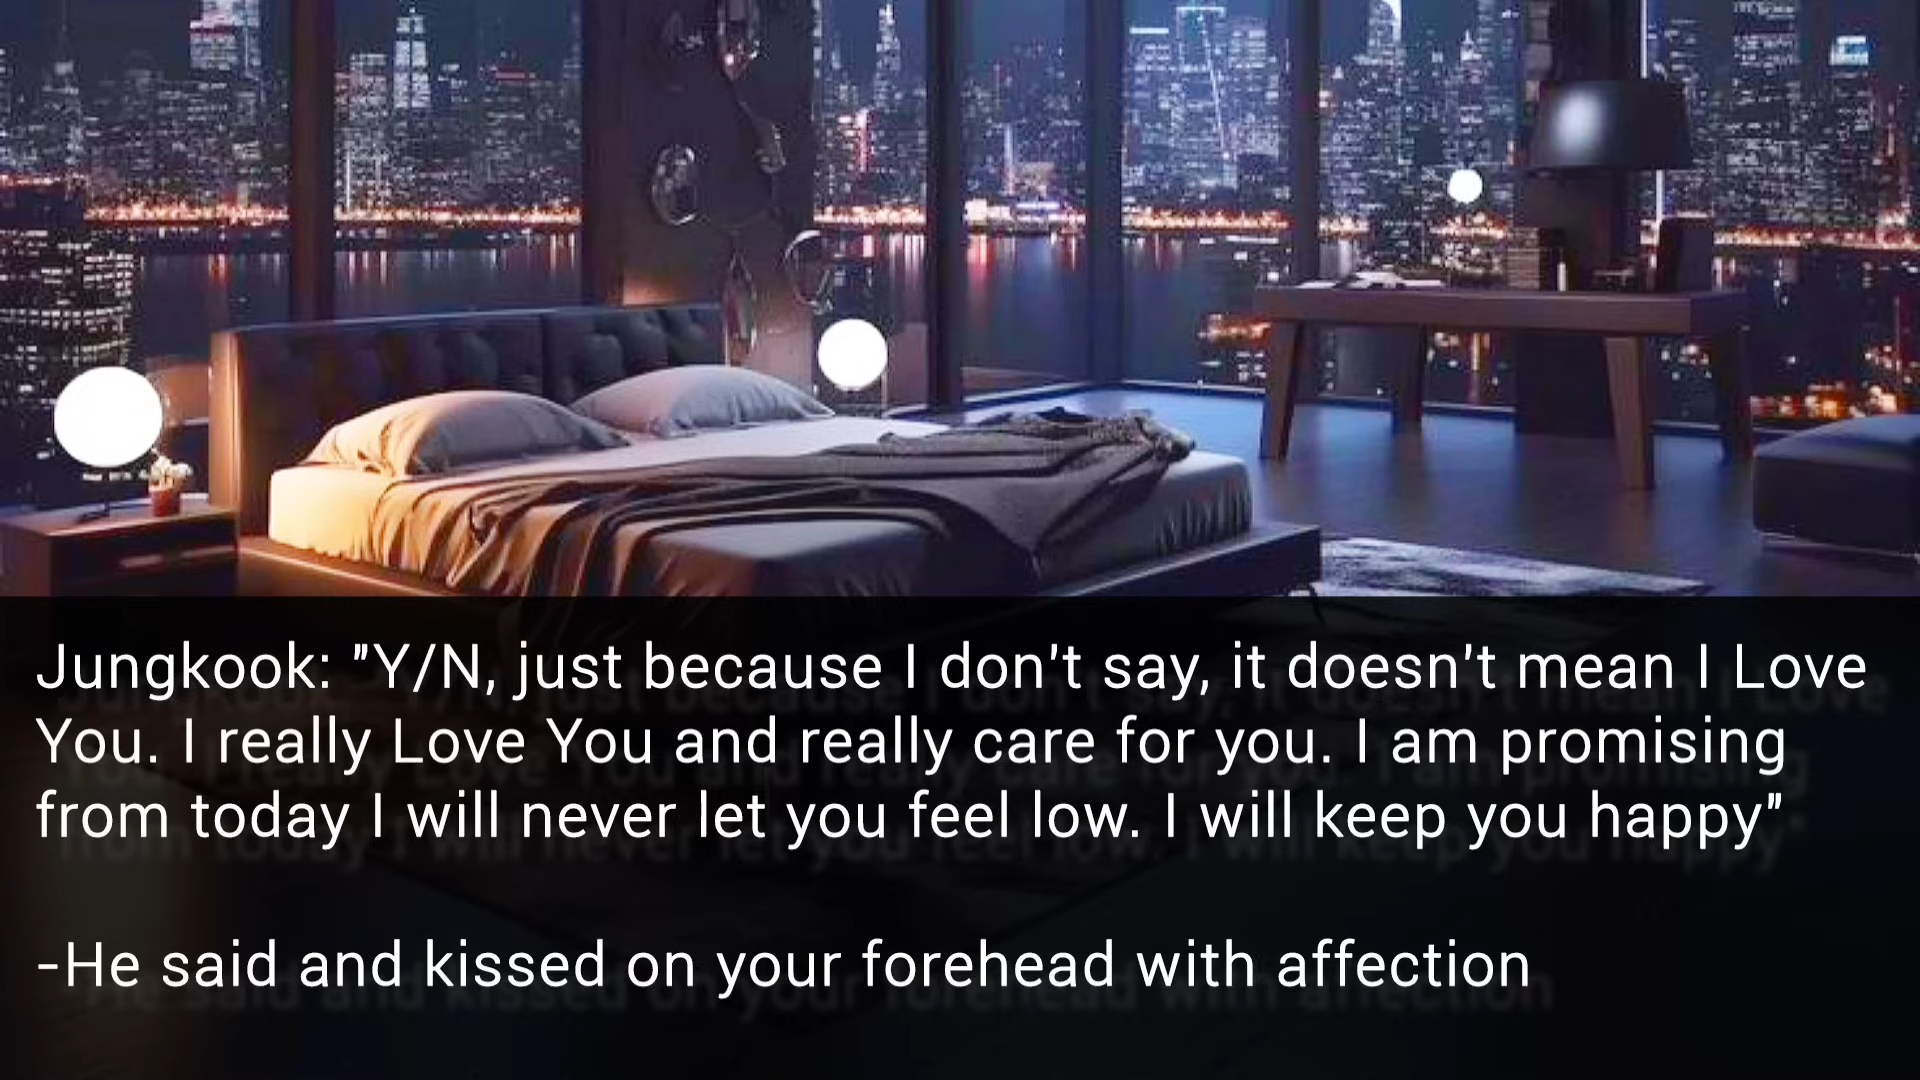 Jungkook: "Y/N, just because I don't say, it doesn't mean I Love
You. I really Love You and really care for you. I am promising
from today I will never let you feel low. I will keep you happy"
-He said and kissed on your forehead with affection